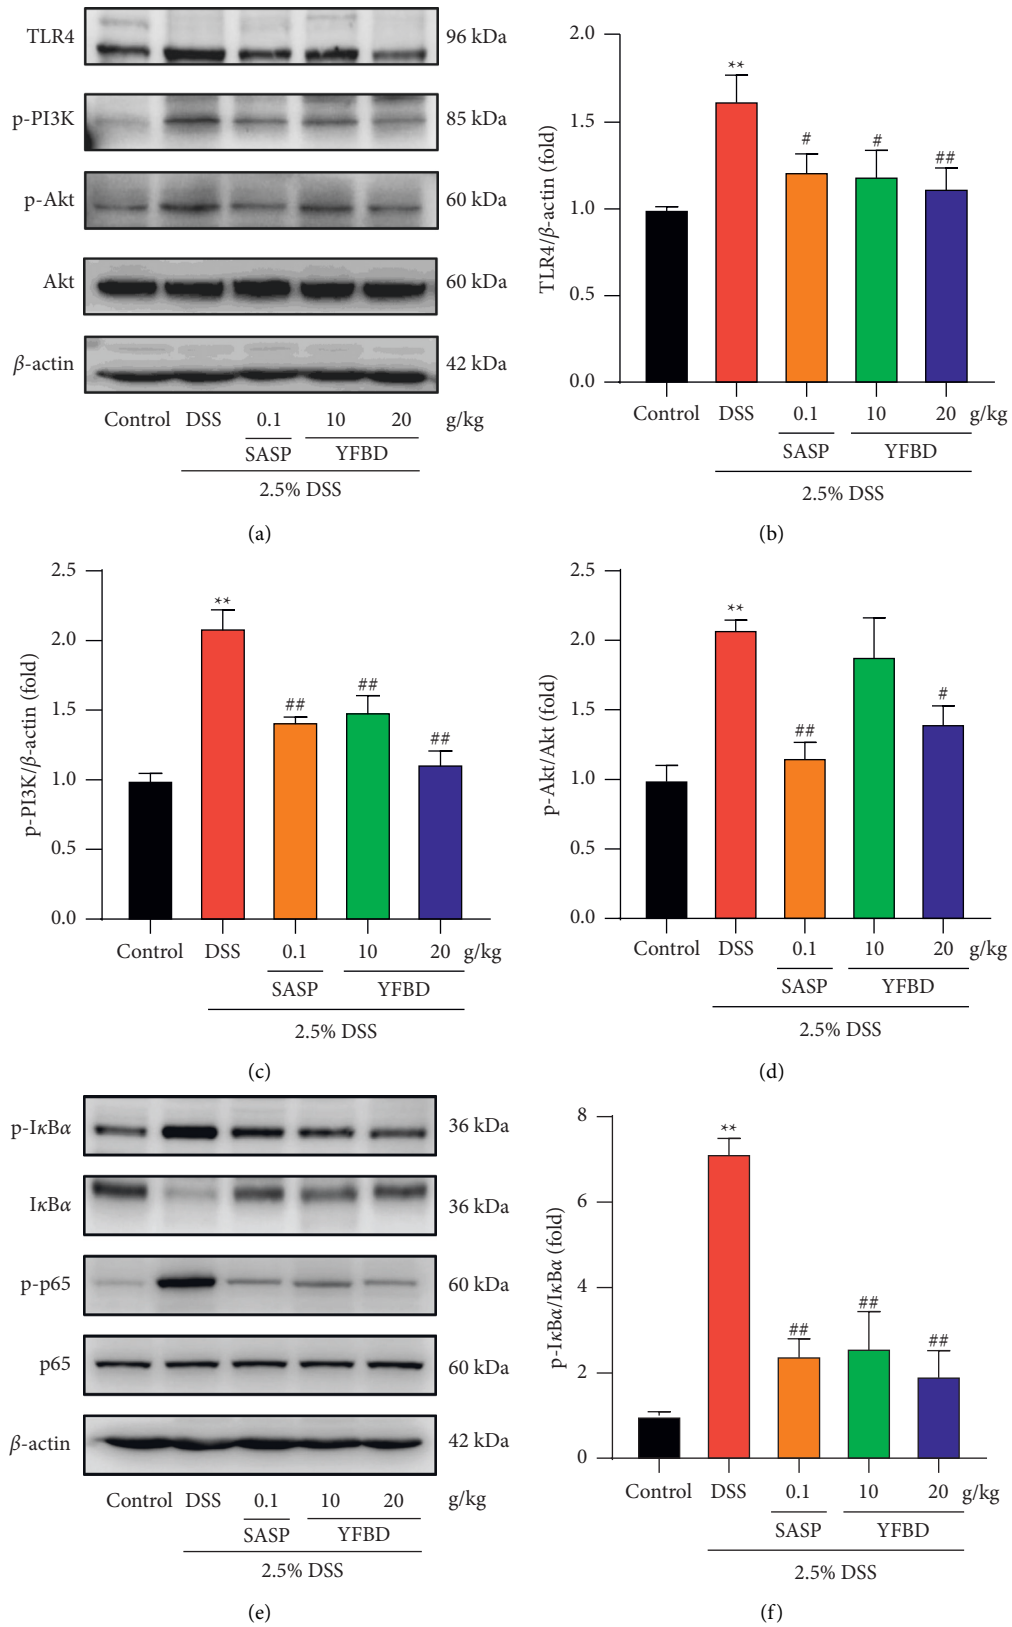 TLR4 96 kDa
p-PI3K 85 kDa
p-Akt 60 kDa
Akt 60 kDa
β-actin 42 kDa
Control DSS 0.1 10 20 g/kg
SASP YFBD
2.5% DSS
(a)
TLR4/β-actin (fold)
2.0
1.5
1.0
0.5
0.0
**
#
#
##
Control DSS 0.1 10 20 g/kg
SASP YFBD
2.5% DSS
(b)
p-PI3K/β-actin (fold)
2.5
2.0
1.5
1.0
0.5
0.0
**
##
##
##
Control DSS 0.1 10 20 g/kg
SASP YFBD
2.5% DSS
(c)
p-Akt/Akt (fold)
2.5
2.0
1.5
1.0
0.5
0.0
**
##
#
Control DSS 0.1 10 20 g/kg
SASP YFBD
2.5% DSS
(d)
p-IκBα 36 kDa
IκBα 36 kDa
p-p65 60 kDa
p65 60 kDa
β-actin 42 kDa
Control DSS 0.1 10 20 g/kg
SASP YFBD
2.5% DSS
(e)
p-IκBα/IκBα (fold)
8
6
4
2
0
**
##
##
##
Control DSS 0.1 10 20 g/kg
SASP YFBD
2.5% DSS
(f)